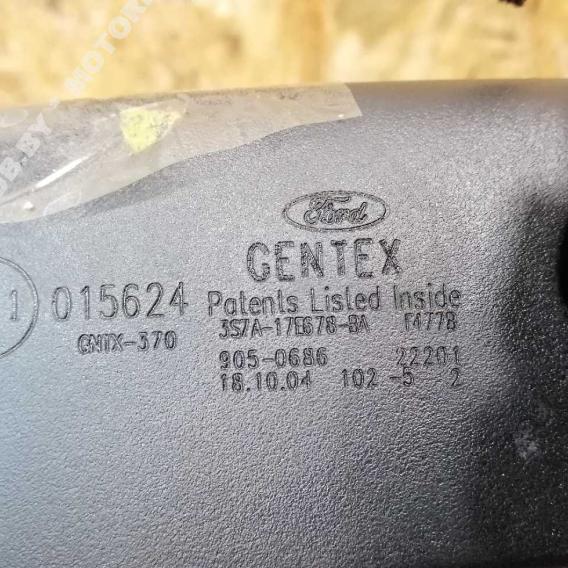 Ford
GENTEX
1 015624 Patents Listed Inside
GNTX-370 3S7A-17E678-BA F4778
905-0686 22201
18.10.04 102-5 2